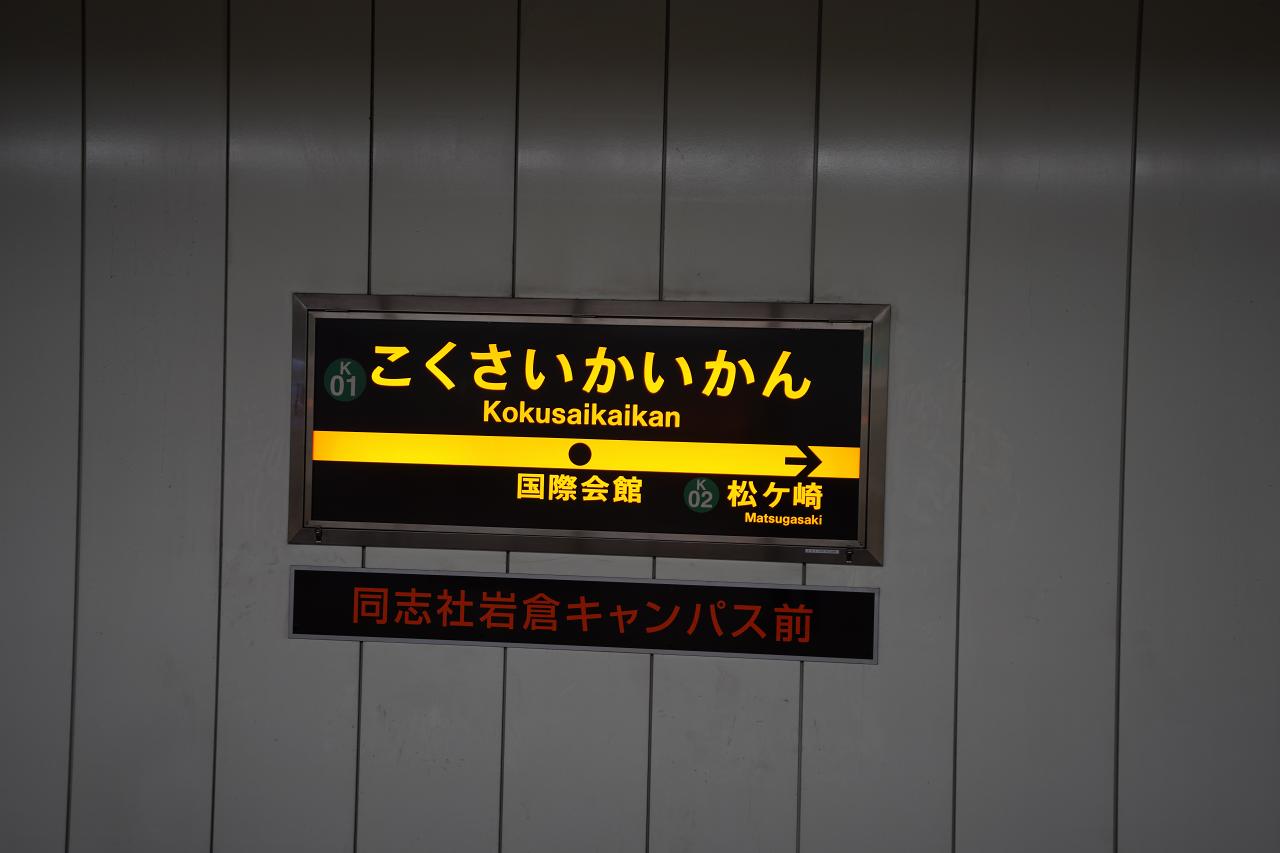 K
01
こくさいかいかん
Kokusaikaikan
国際会館
K
02
松ケ崎
Matsugasaki
同志社岩倉キャンパス前